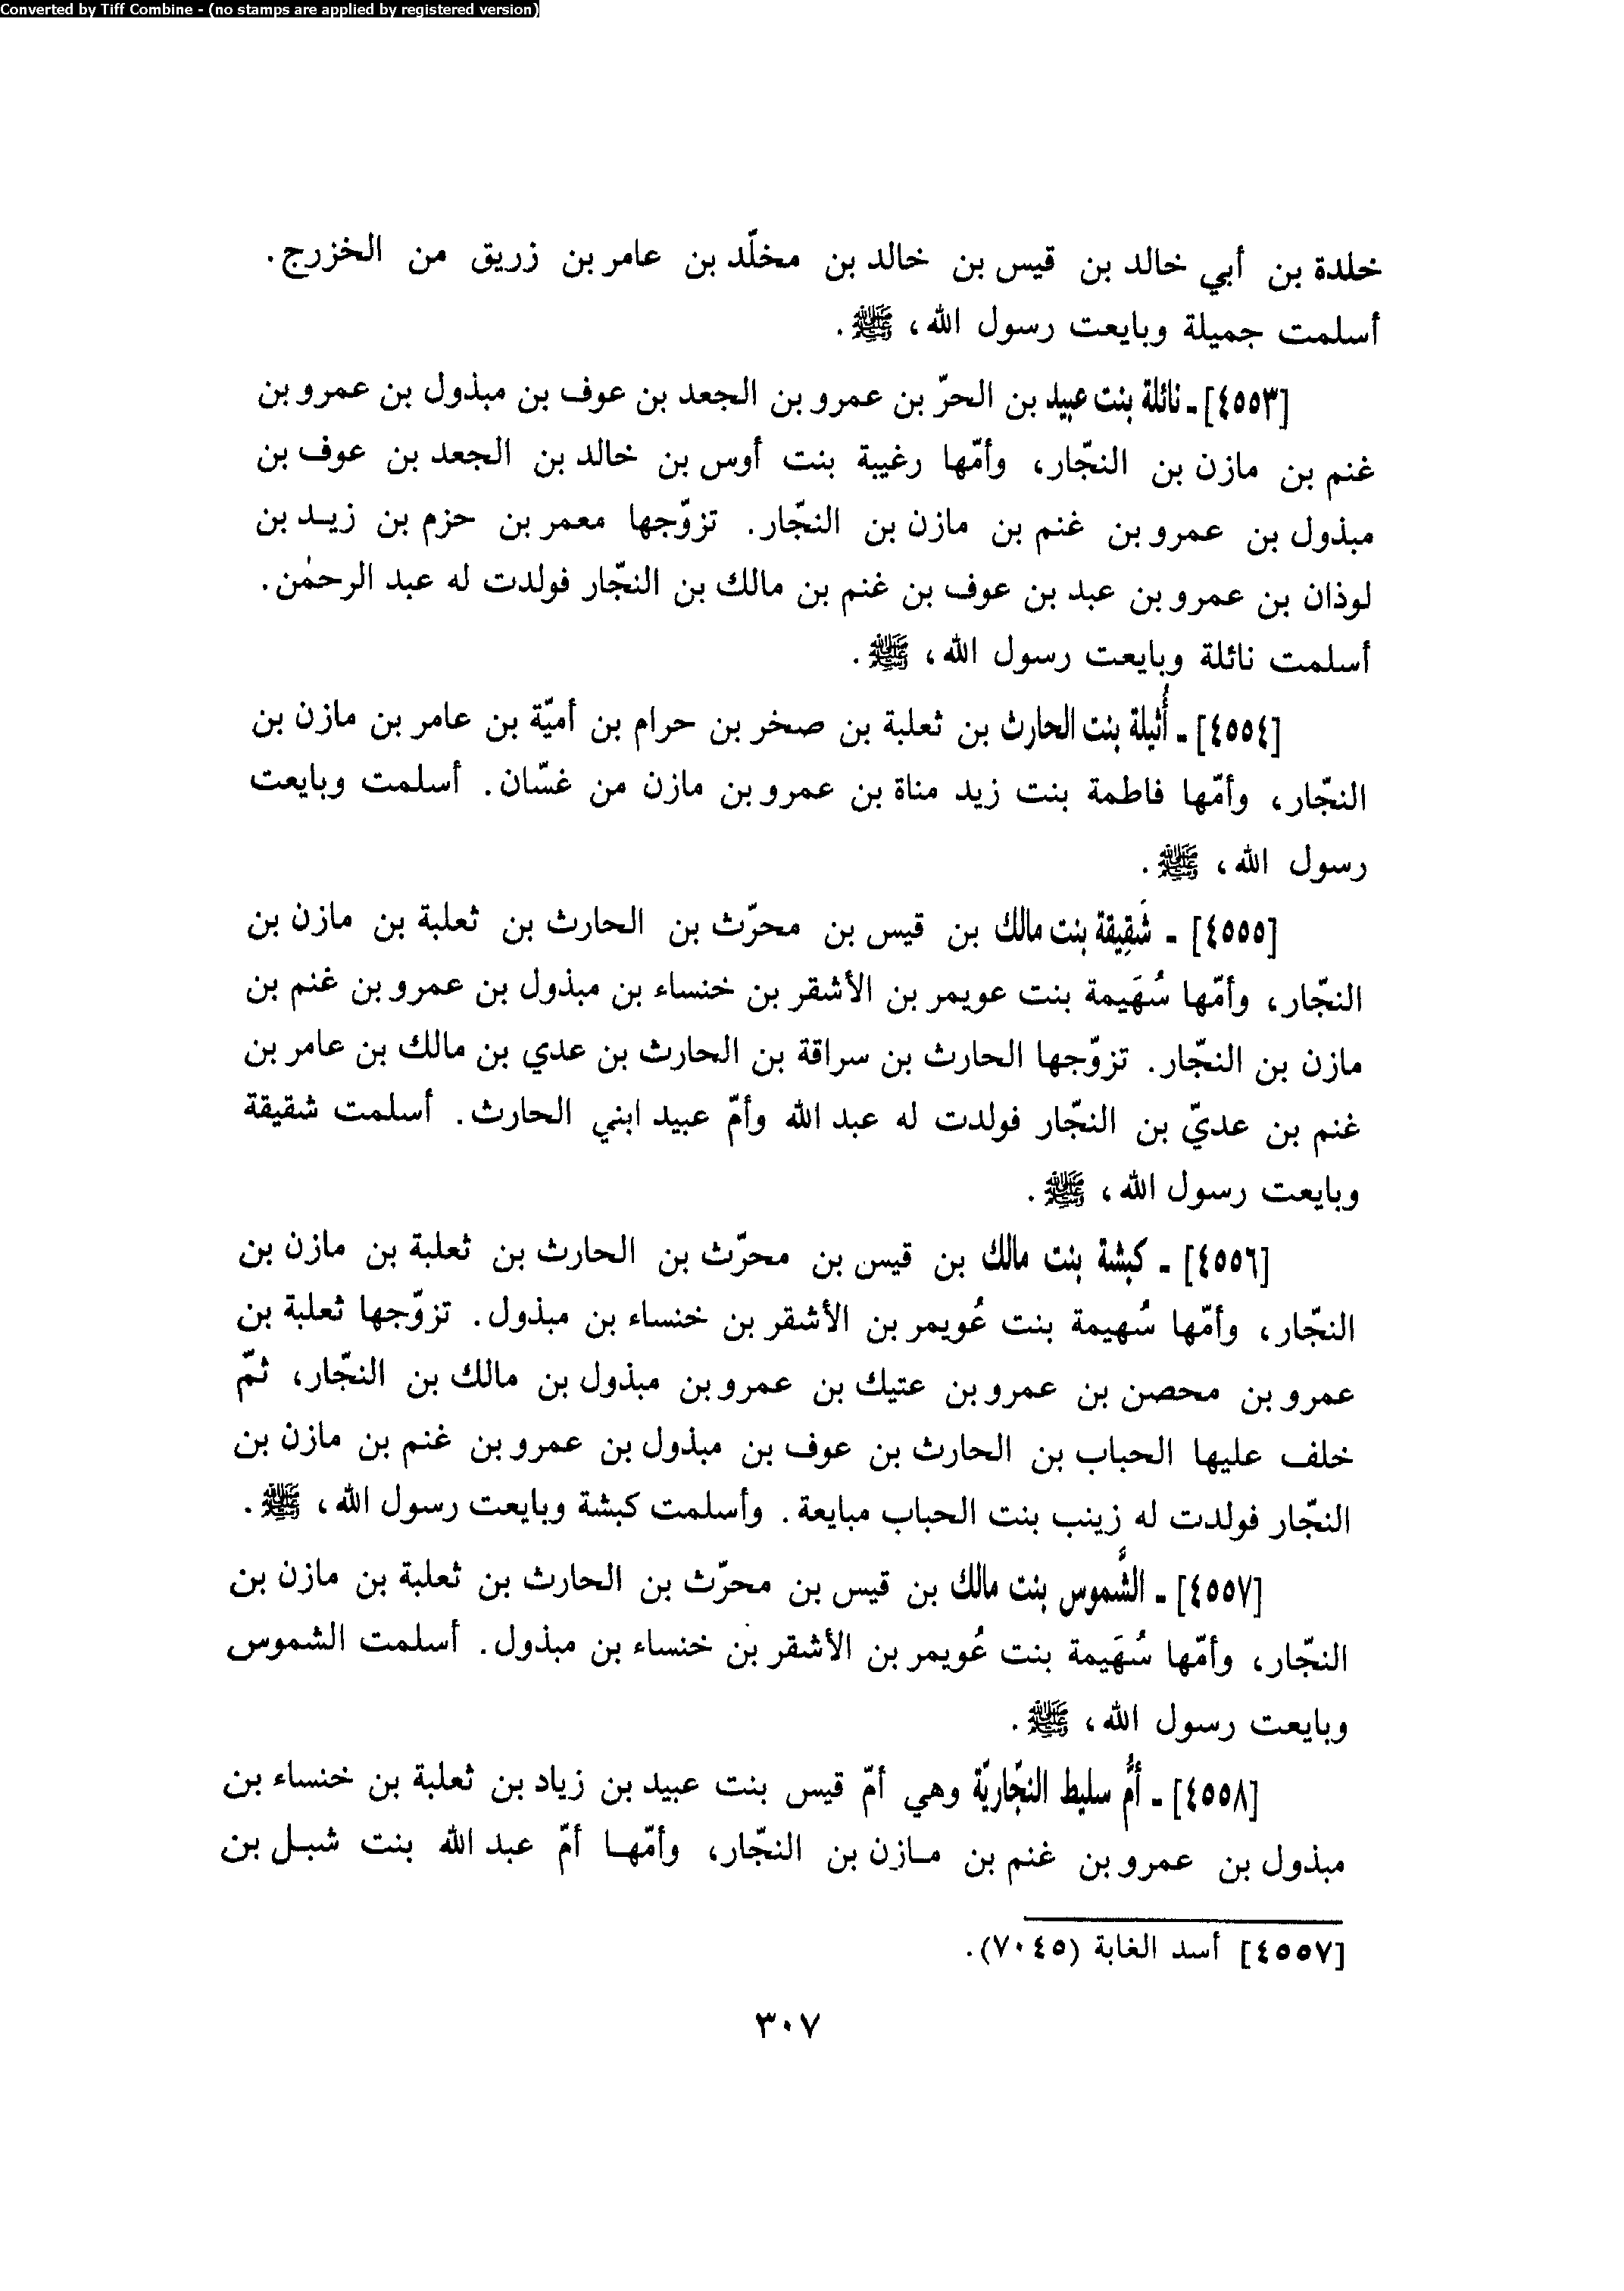 Converted by Tiff Combine - (no stamps are applied by registered version)
خلدة بن أبي خالد بن قيس بن خالد بن مخلّد بن عامر بن زريق من الخزرج.
أسلمت جميلة وبايعت رسول الله، ﷺ.
[٤٥٥٣] ـ نائلة بنت عبيد بن الحرّ بن عمرو بن الجعد بن عوف بن مبذول بن عمرو بن
غنم بن مازن بن النجّار، وأمّها رغيبة بنت أوس بن خالد بن الجعد بن عوف بن
مبذول بن عمرو بن غنم بن مازن بن النجّار. تزوّجها معمر بن حزم بن زيـد بن
لوذان بن عمرو بن عبد بن عوف بن غنم بن مالك بن النجّار فولدت له عبد الرحمٰن.
أسلمت نائلة وبايعت رسول الله، ﷺ.
[٤٥٥٤] ـ أُثيلة بنت الحارث بن ثعلبة بن صخر بن حرام بن أميّة بن عامر بن مازن بن
النجّار، وأمّها فاطمة بنت زيد مناة بن عمرو بن مازن من غسّان. أسلمت وبايعت
رسول الله، ﷺ.
[٤٥٥٥] ـ شَقِيقة بنت مالك بن قيس بن محرّث بن الحارث بن ثعلبة بن مازن بن
النجّار، وأمّها سُهَيمة بنت عويمر بن الأشقر بن خنساء بن مبذول بن عمرو بن غنم بن
مازن بن النجّار. تزوّجها الحارث بن سراقة بن الحارث بن عدي بن مالك بن عامر بن
غنم بن عديّ بن النجّار فولدت له عبد الله وأمّ عبيد ابني الحارث. أسلمت شقيقة
وبايعت رسول الله، ﷺ.
[٤٥٥٦] ـ كبشة بنت مالك بن قيس بن محرّث بن الحارث بن ثعلبة بن مازن بن
النجّار، وأمّها سُهيمة بنت عُويمر بن الأشقر بن خنساء بن مبذول. تزوّجها ثعلبة بن
عمرو بن محصن بن عمرو بن عتيك بن عمرو بن مبذول بن مالك بن النجّار، ثمّ
خلف عليها الحباب بن الحارث بن عوف بن مبذول بن عمرو بن غنم بن مازن بن
النجّار فولدت له زينب بنت الحباب مبايعة. وأسلمت كبشة وبايعت رسول الله، ﷺ.
[٤٥٥٧] ـ الشَّموس بنت مالك بن قيس بن محرّث بن الحارث بن ثعلبة بن مازن بن
النجّار، وأمّها سُهَيمة بنت عُويمر بن الأشقر بن خنساء بن مبذول. أسلمت الشموس
وبايعت رسول الله، ﷺ.
[٤٥٥٨] ـ أمُّ سليط النجّاريّة وهي أمّ قيس بنت عبيد بن زياد بن ثعلبة بن خنساء بن
مبذول بن عمرو بن غنم بن مـازن بن النجّار، وأمّهـا أمّ عبد الله بنت شبـل بن
[٤٥٥٧] أسد الغابة (٧٠٤٥).
٣٠٧